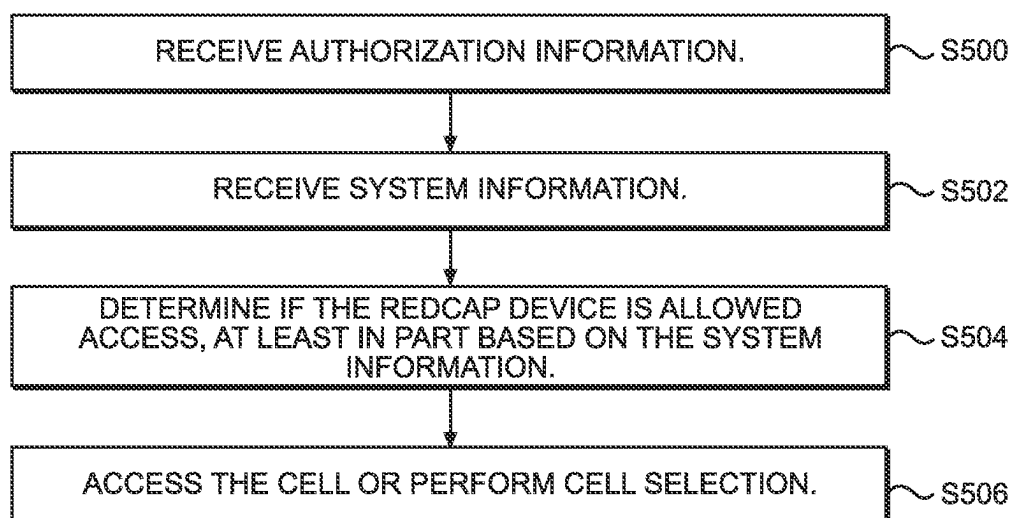 RECEIVE AUTHORIZATION INFORMATION.
S500
RECEIVE SYSTEM INFORMATION.
S502
DETERMINE IF THE REDCAP DEVICE IS ALLOWED
ACCESS, AT LEAST IN PART BASED ON THE SYSTEM
INFORMATION.
S504
ACCESS THE CELL OR PERFORM CELL SELECTION.
S506